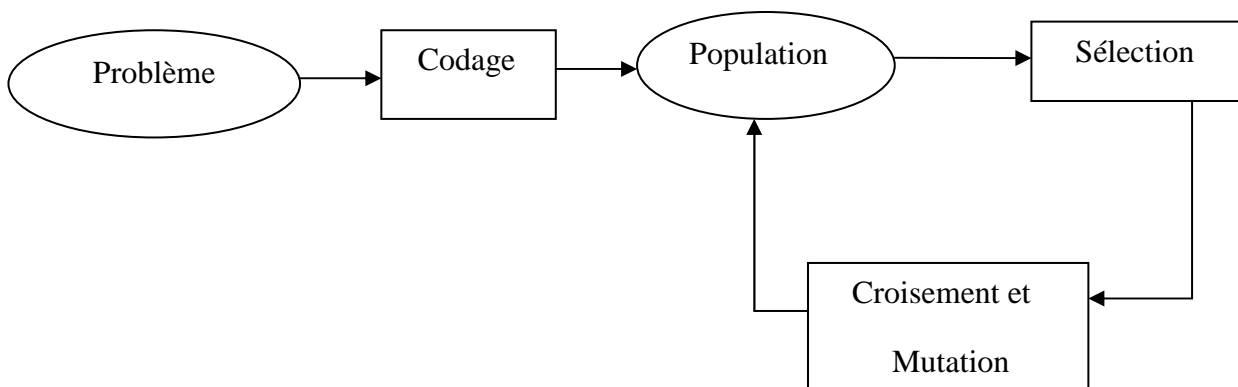 Problème
Codage
Population
Sélection
Croisement et
Mutation